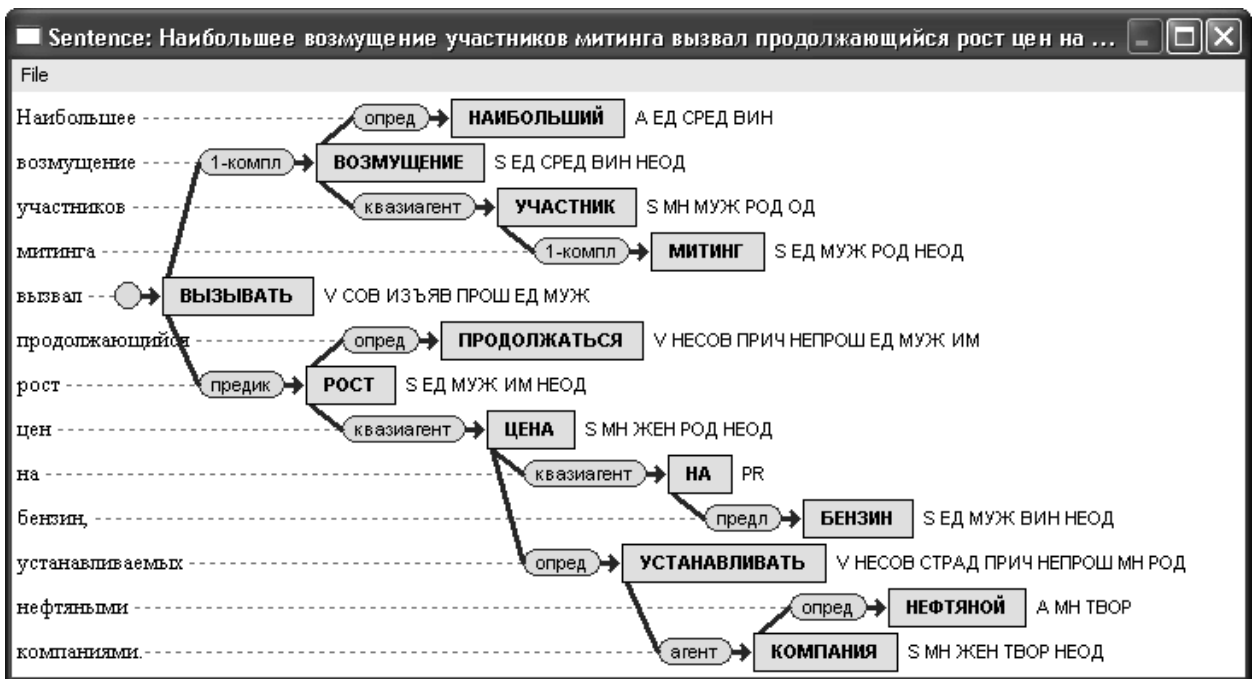 Sentence: Наибольшее возмущение участников митинга вызвал продолжающийся рост цен на ...
File
Наибольшее опред НАИБОЛЬШИЙ А ЕД СРЕД ВИН
возмущение 1-компл ВОЗМУЩЕНИЕ S ЕД СРЕД ВИН НЕОД
участников квазиагент УЧАСТНИК S МН МУЖ РОД ОД
митинга 1-компл МИТИНГ S ЕД МУЖ РОД НЕОД
вызвал ВЫЗЫВАТЬ V СОВ ИЗЪЯВ ПРОШ ЕД МУЖ
продолжающийся опред ПРОДОЛЖАТЬСЯ V НЕСОВ ПРИЧ НЕПРОШ ЕД МУЖ ИМ
рост предик РОСТ S ЕД МУЖ ИМ НЕОД
цен квазиагент ЦЕНА S МН ЖЕН РОД НЕОД
на квазиагент НА PR
бензин, предл БЕНЗИН S ЕД МУЖ ВИН НЕОД
устанавливаемых опред УСТАНАВЛИВАТЬ V НЕСОВ СТРАД ПРИЧ НЕПРОШ МН РОД
нефтяными опред НЕФТЯНОЙ А МН ТВОР
компаниями. агент КОМПАНИЯ S МН ЖЕН ТВОР НЕОД